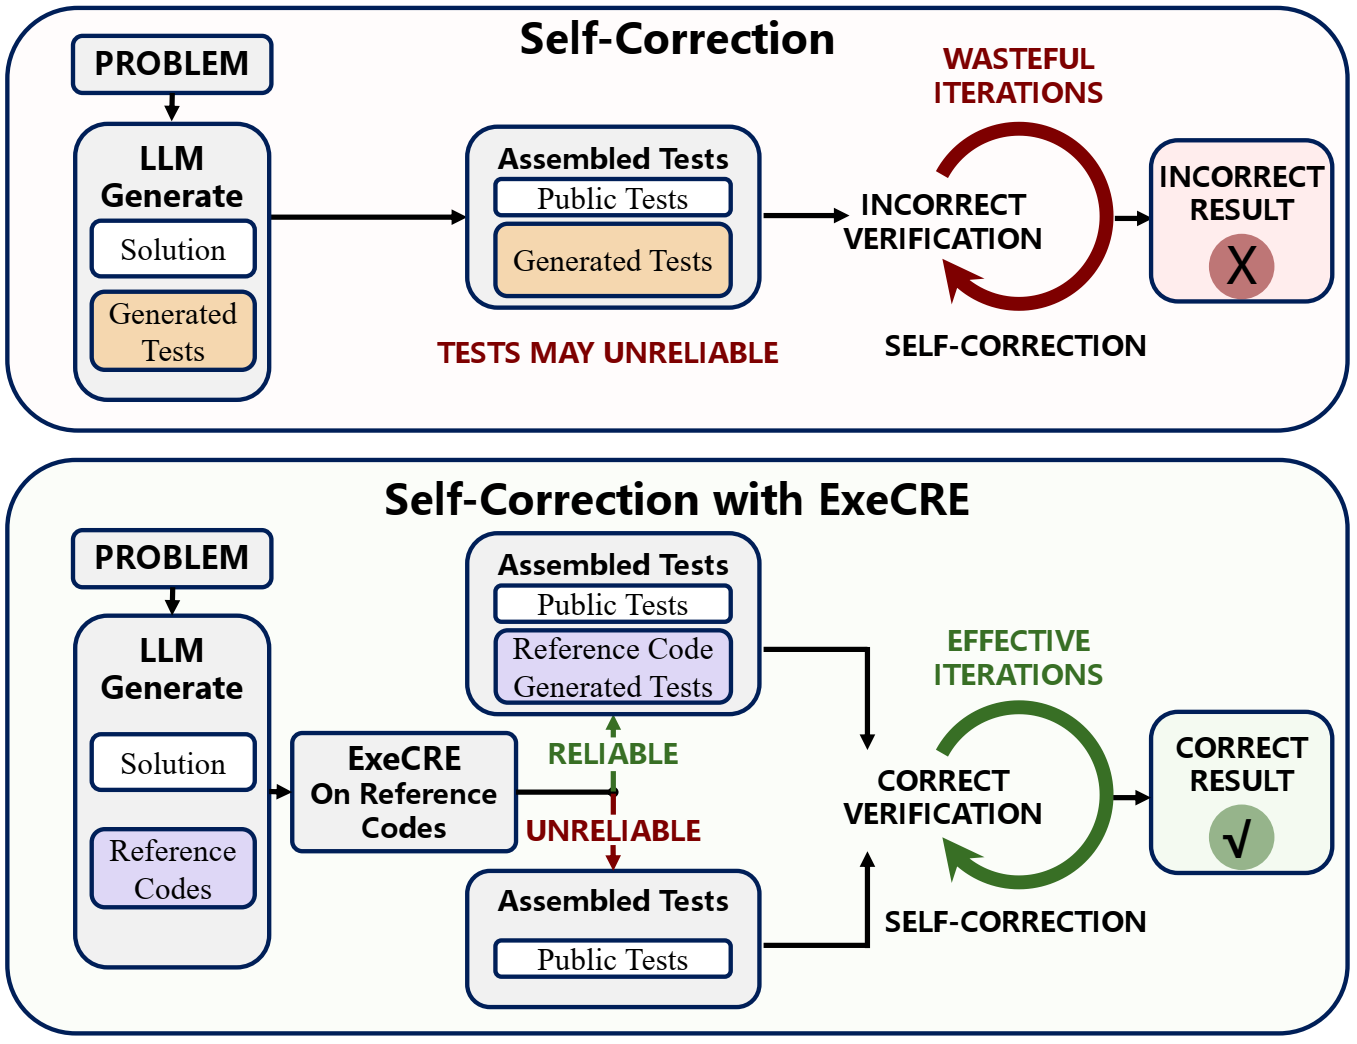 Self-Correction
PROBLEM
LLM
Generate
Solution
Generated
Tests
Assembled Tests
Public Tests
Generated Tests
TESTS MAY UNRELIABLE
WASTEFUL
ITERATIONS
INCORRECT
VERIFICATION
SELF-CORRECTION
INCORRECT
RESULT
X
Self-Correction with ExeCRE
PROBLEM
LLM
Generate
Solution
Reference
Codes
ExeCRE
On Reference
Codes
Assembled Tests
Public Tests
Reference Code
Generated Tests
RELIABLE
UNRELIABLE
Assembled Tests
Public Tests
EFFECTIVE
ITERATIONS
CORRECT
VERIFICATION
SELF-CORRECTION
CORRECT
RESULT
√